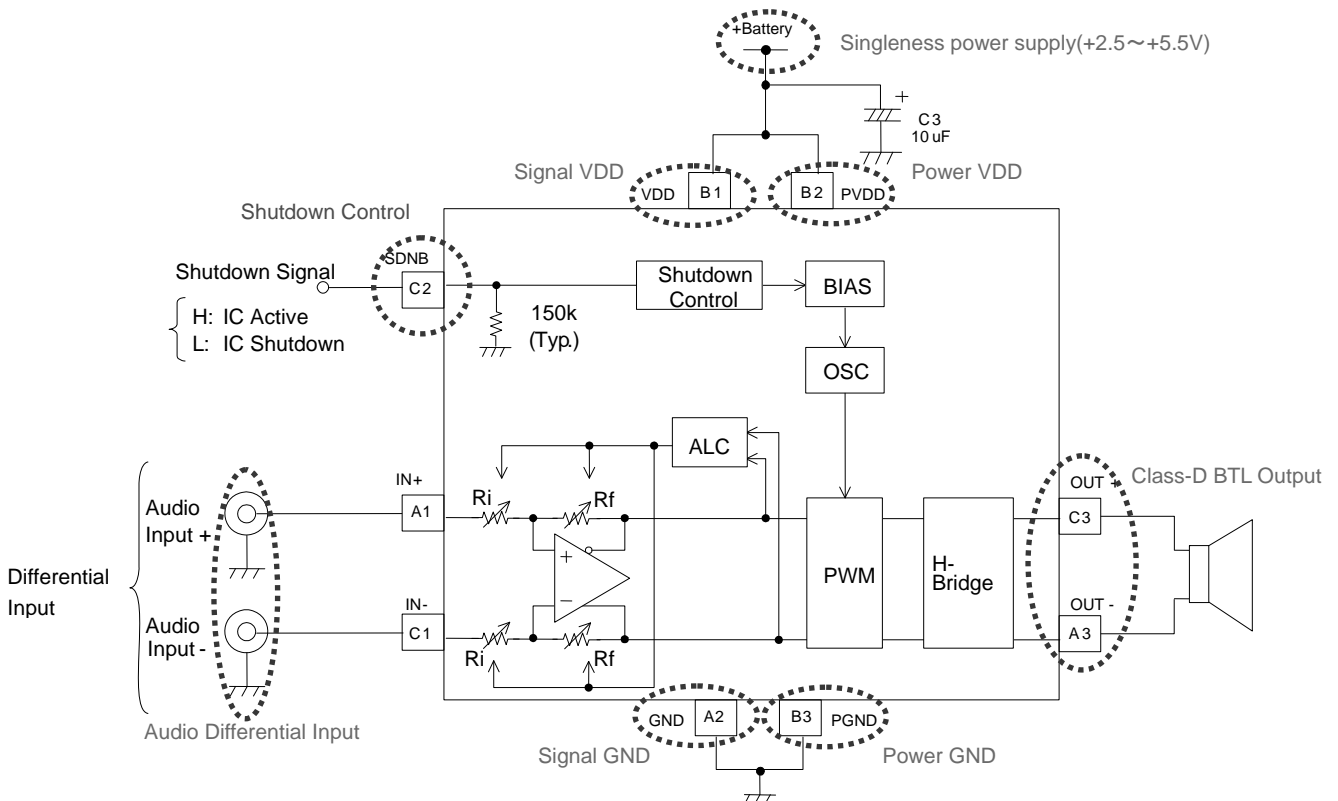 +Battery
Singleness power supply(+2.5～+5.5V)
+
C3
10 uF
Signal VDD
Power VDD
VDD
B1
B2
PVDD
Shutdown Control
SDNB
Shutdown Signal
C2
H: IC Active
L: IC Shutdown
150k
(Typ.)
Shutdown
Control
BIAS
OSC
ALC
IN+
A1
Ri
Rf
Audio
Input +
Differential
Input
+
−
PWM
H-
Bridge
OUT +
C3
Class-D BTL Output
OUT -
A3
Audio
Input -
IN-
C1
Ri
Rf
Audio Differential Input
GND
A2
B3
PGND
Signal GND
Power GND